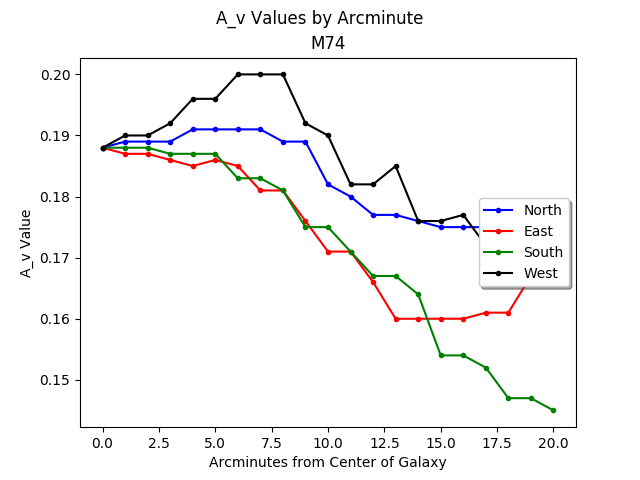 A_v Values by Arcminute
M74
0.20
0.19
0.18
0.17
0.16
0.15
A_v Value
North
East
South
West
0.0 2.5 5.0 7.5 10.0 12.5 15.0 17.5 20.0
Arcminutes from Center of Galaxy